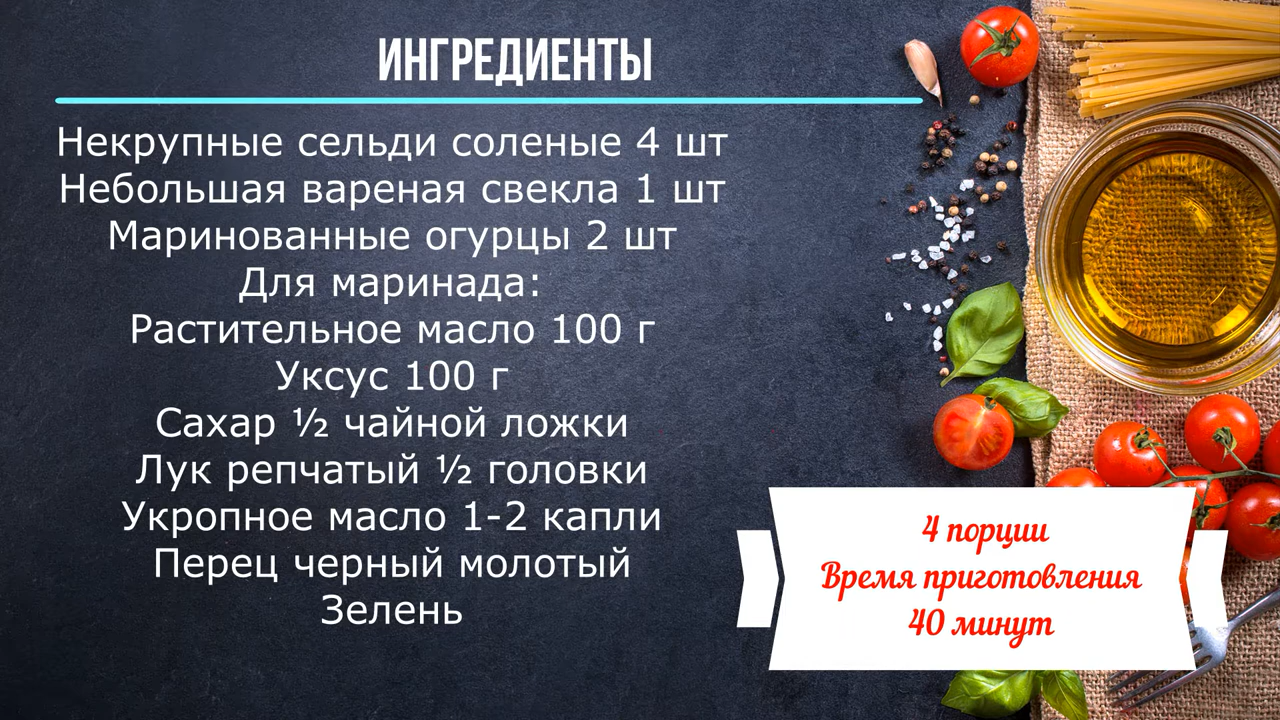 ИНГРЕДИЕНТЫ
Некрупные сельди соленые 4 шт
Небольшая вареная свекла 1 шт
Маринованные огурцы 2 шт
Для маринада:
Растительное масло 100 г
Уксус 100 г
Сахар ½ чайной ложки
Лук репчатый ½ головки
Укропное масло 1-2 капли
Перец черный молотый
Зелень
4 порции
Время приготовления
40 минут